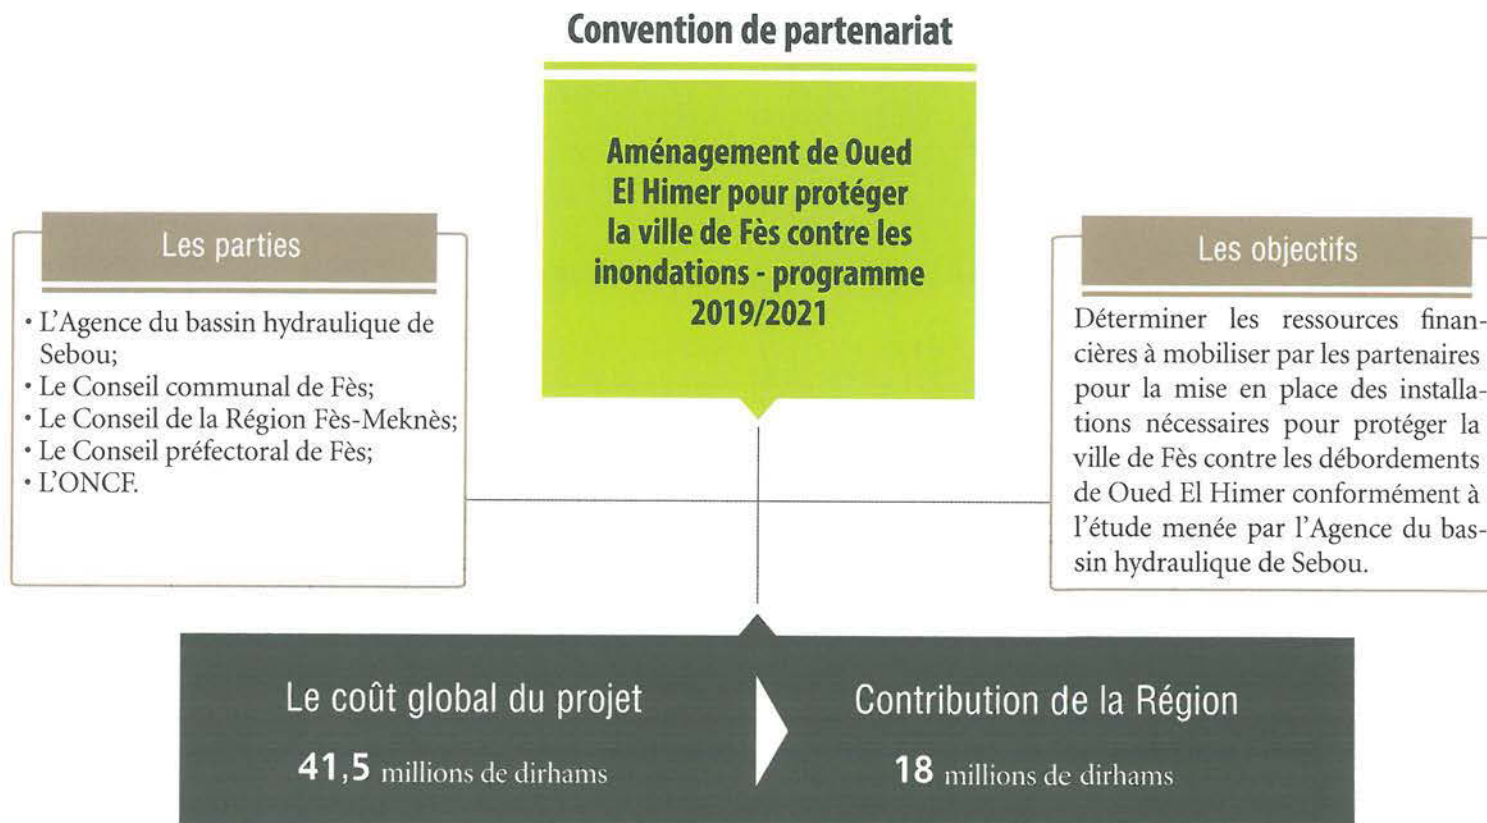 Convention de partenariat
Aménagement de Oued
El Himer pour protéger
la ville de Fès contre les
inondations - programme
2019/2021
Les parties
• L'Agence du bassin hydraulique de
Sebou;
• Le Conseil communal de Fès;
• Le Conseil de la Région Fès-Meknès;
• Le Conseil préfectoral de Fès;
• L'ONCF.
Les objectifs
Déterminer les ressources finan-
cières à mobiliser par les partenaires
pour la mise en place des installa-
tions nécessaires pour protéger la
ville de Fès contre les débordements
de Oued El Himer conformément à
l'étude menée par l'Agence du bas-
sin hydraulique de Sebou.
Le coût global du projet
41,5 millions de dirhams
Contribution de la Région
18 millions de dirhams